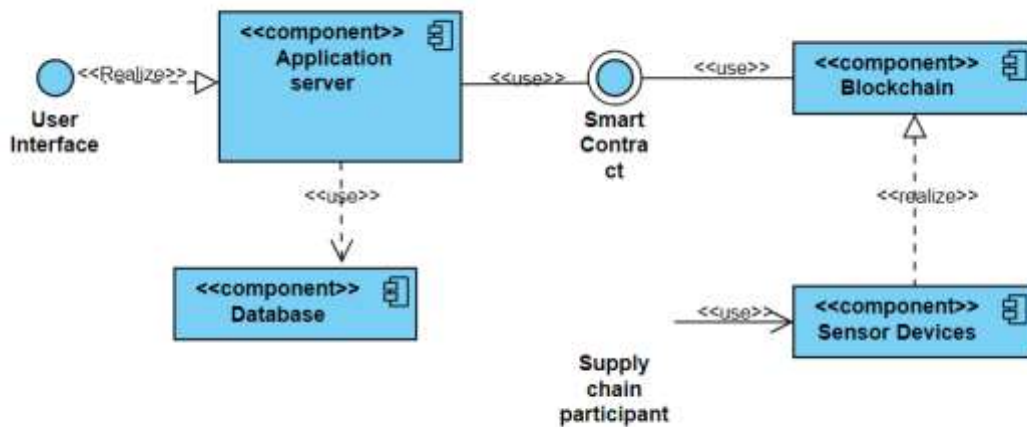 <<component>>
Application
server
<<Realize>>
User
Interface
<<use>>
Smart
Contra
ct
<<use>>
<<component>>
Blockchain
<<use>>
<<realize>>
<<component>>
Database
<<use>>
<<component>>
Sensor Devices
Supply
chain
participant